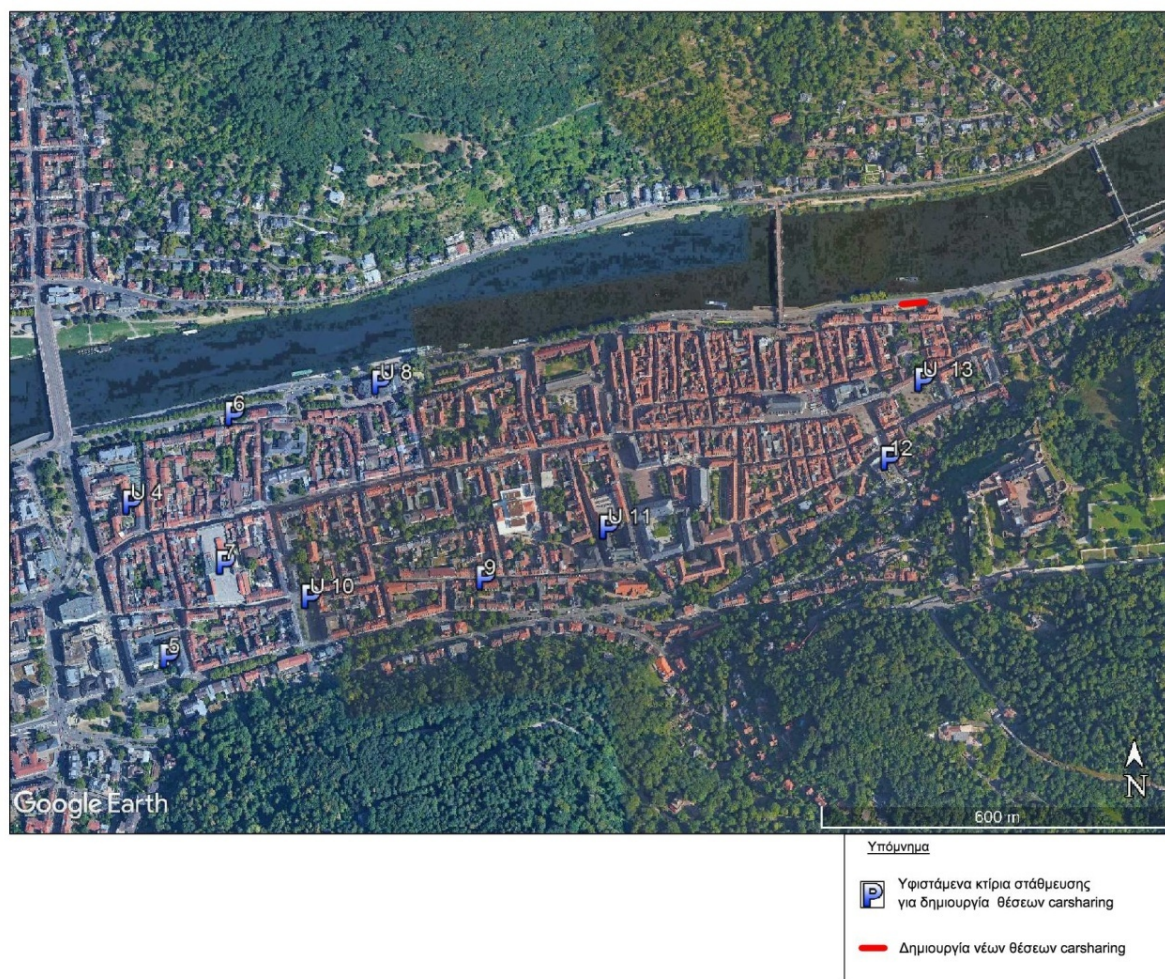 U 8
6
U 13
12
U 4
U 11
7
9
U 10
5
N
Google Earth
600 m
Υπόμνημα
P Υφιστάμενα κτίρια στάθμευσης
για δημιουργία θέσεων carsharing
Δημιουργία νέων θέσεων carsharing